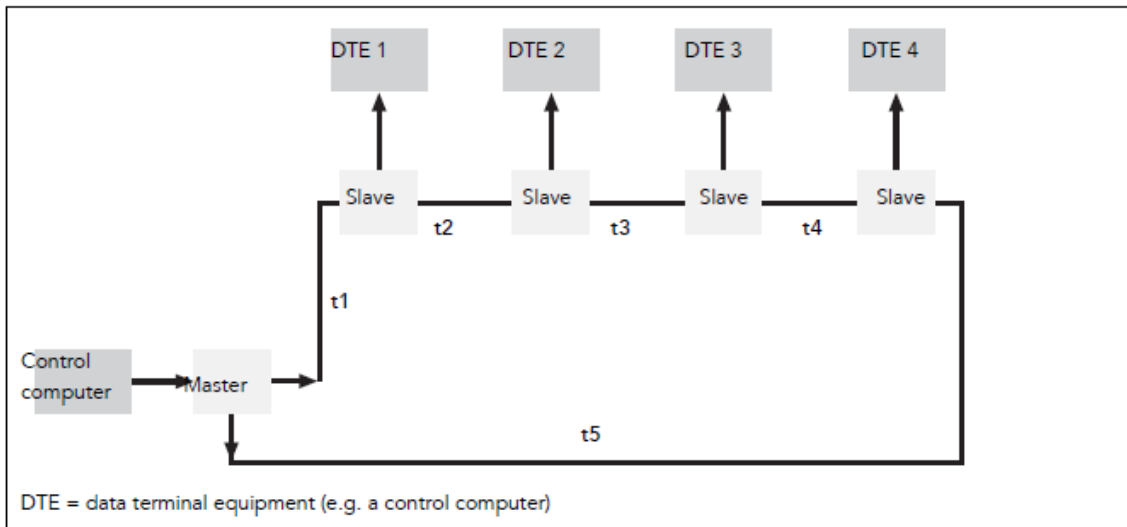 DTE 1 DTE 2 DTE 3 DTE 4
Slave Slave Slave Slave
t2 t3 t4
t1
Control
computer
Master
t5
DTE = data terminal equipment (e.g. a control computer)